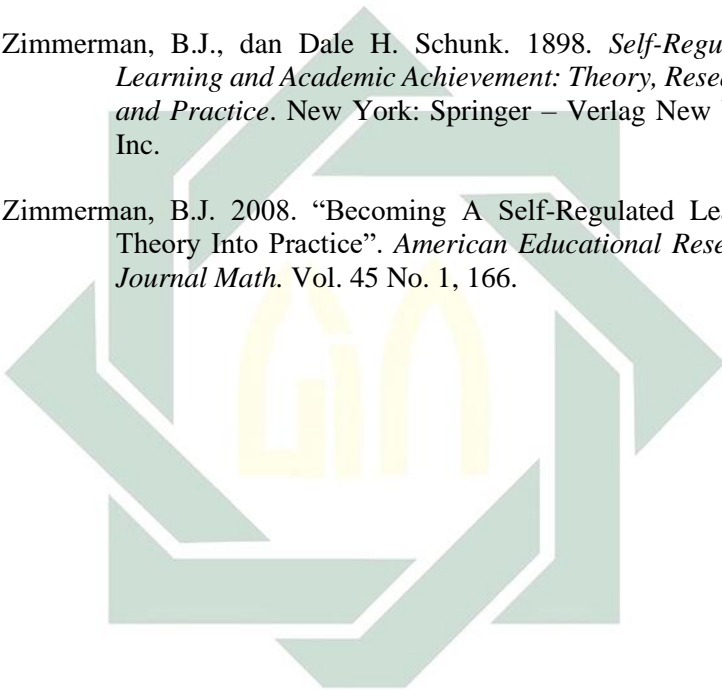 Zimmerman, B.J., dan Dale H. Schunk. 1898. Self-Regu
Learning and Academic Achievement: Theory, Resea
and Practice. New York: Springer – Verlag New
Inc.
Zimmerman, B.J. 2008. “Becoming A Self-Regulated Lea
Theory Into Practice”. American Educational Rese
Journal Math. Vol. 45 No. 1, 166.